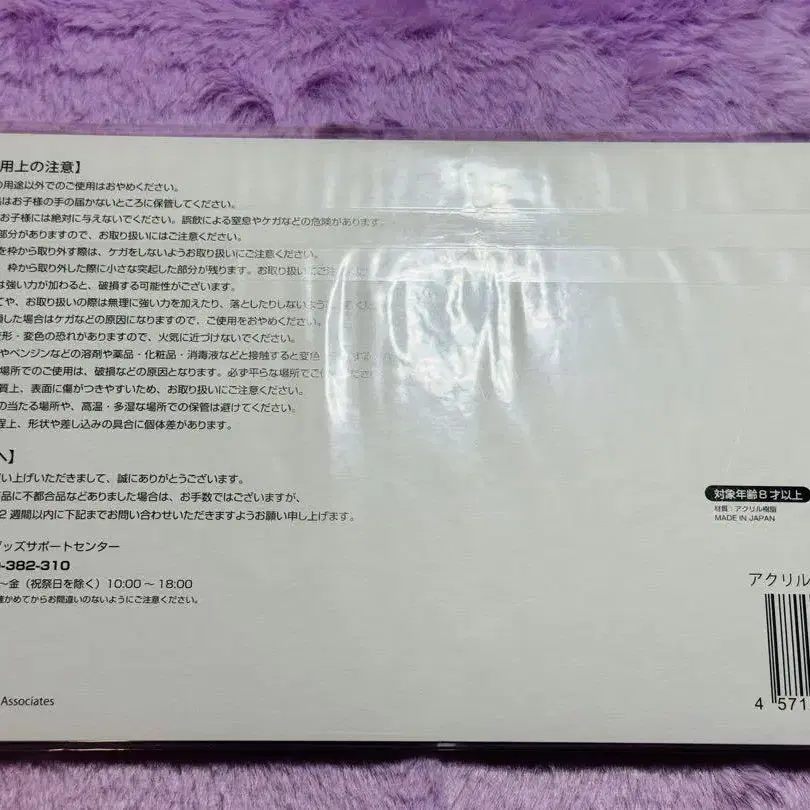 用上の注意】
の用途以外でのご使用はおやめください。
はお子様の手の届かないところに保管してください。
お子様には絶対に与えないでください。誤飲による窒息やケガなどの危険があります。
部分がありますので、お取り扱いにはご注意ください。
を枠から取り外す際は、ケガをしないようお取り扱いにご注意ください。
枠から取り外した際に小さな突起した部分が残ります。お取り扱いにご注
は強い力が加わると、破損する可能性がございます。
てや、お取り扱いの際は無理に強い力を加えたり、落としたりしないよう
した場合はケガなどの原因になりますので、ご使用をおやめください。
変形・変色の恐れがありますので、火気に近づけないでください。
やベンジンなどの溶剤や薬品・化粧品・消毒液などと接触すると変色
場所でのご使用は、破損などの原因となります。必ず平らな場所でご
質上、表面に傷がつきやすいため、お取り扱いにご注意ください。
の当たる場所や、高温・多湿な場所での保管は避けてください。
程上、形状や差し込みの具合に個体差があります。
へ】
い上げいただきまして、誠にありがとうございます。
品に不都合品などありました場合は、お手数ではございますが、
2週間以内に下記までお問い合わせいただきますようお願い申し上げます。
グッズサポートセンター
-382-310
～金（祝祭日を除く）10:00～18:00
確かめてからお間違いのないようにご注意ください。
Associates
対象年齢8才以上
材質：アクリル樹脂
MADE IN JAPAN
アクリル
4 571